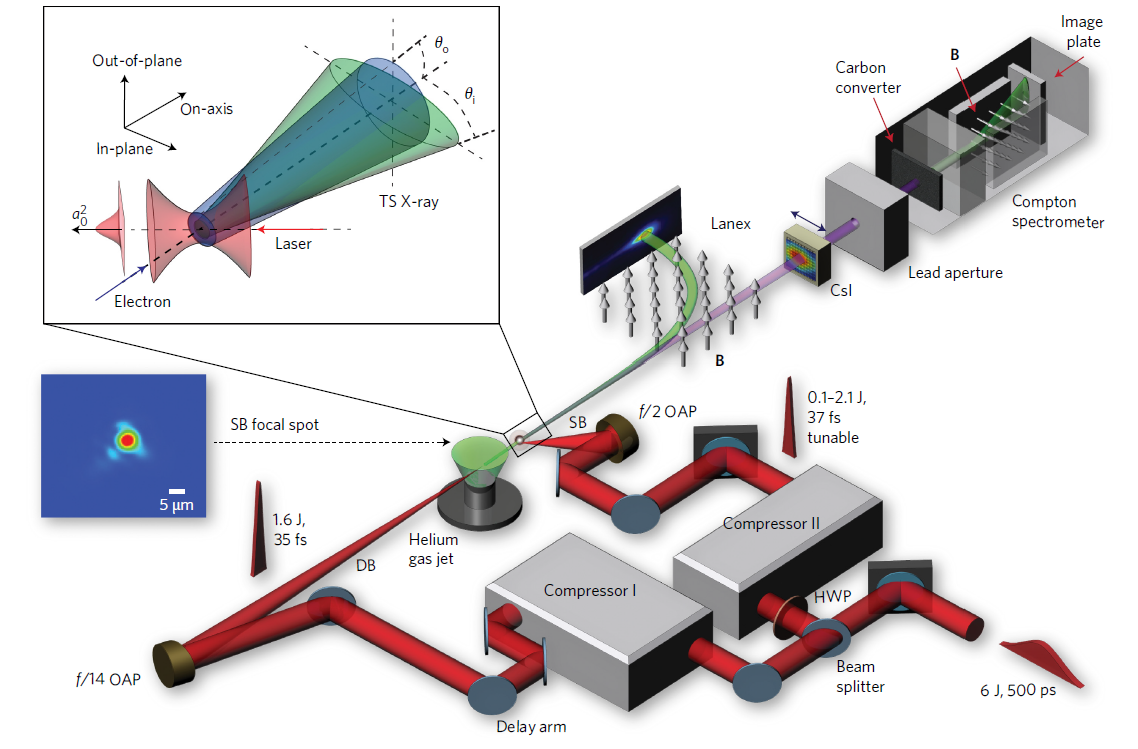 Out-of-plane
On-axis
In-plane
θo
θi
TS X-ray
a0^2
Laser
Electron
Image
plate
B
Carbon
converter
Compton
spectrometer
Lanex
Lead aperture
CsI
B
SB focal spot
5 µm
SB
f/2 OAP
0.1–2.1 J,
37 fs
tunable
1.6 J,
35 fs
Helium
gas jet
DB
Compressor II
Compressor I
HWP
Beam
splitter
f/14 OAP
Delay arm
6 J, 500 ps